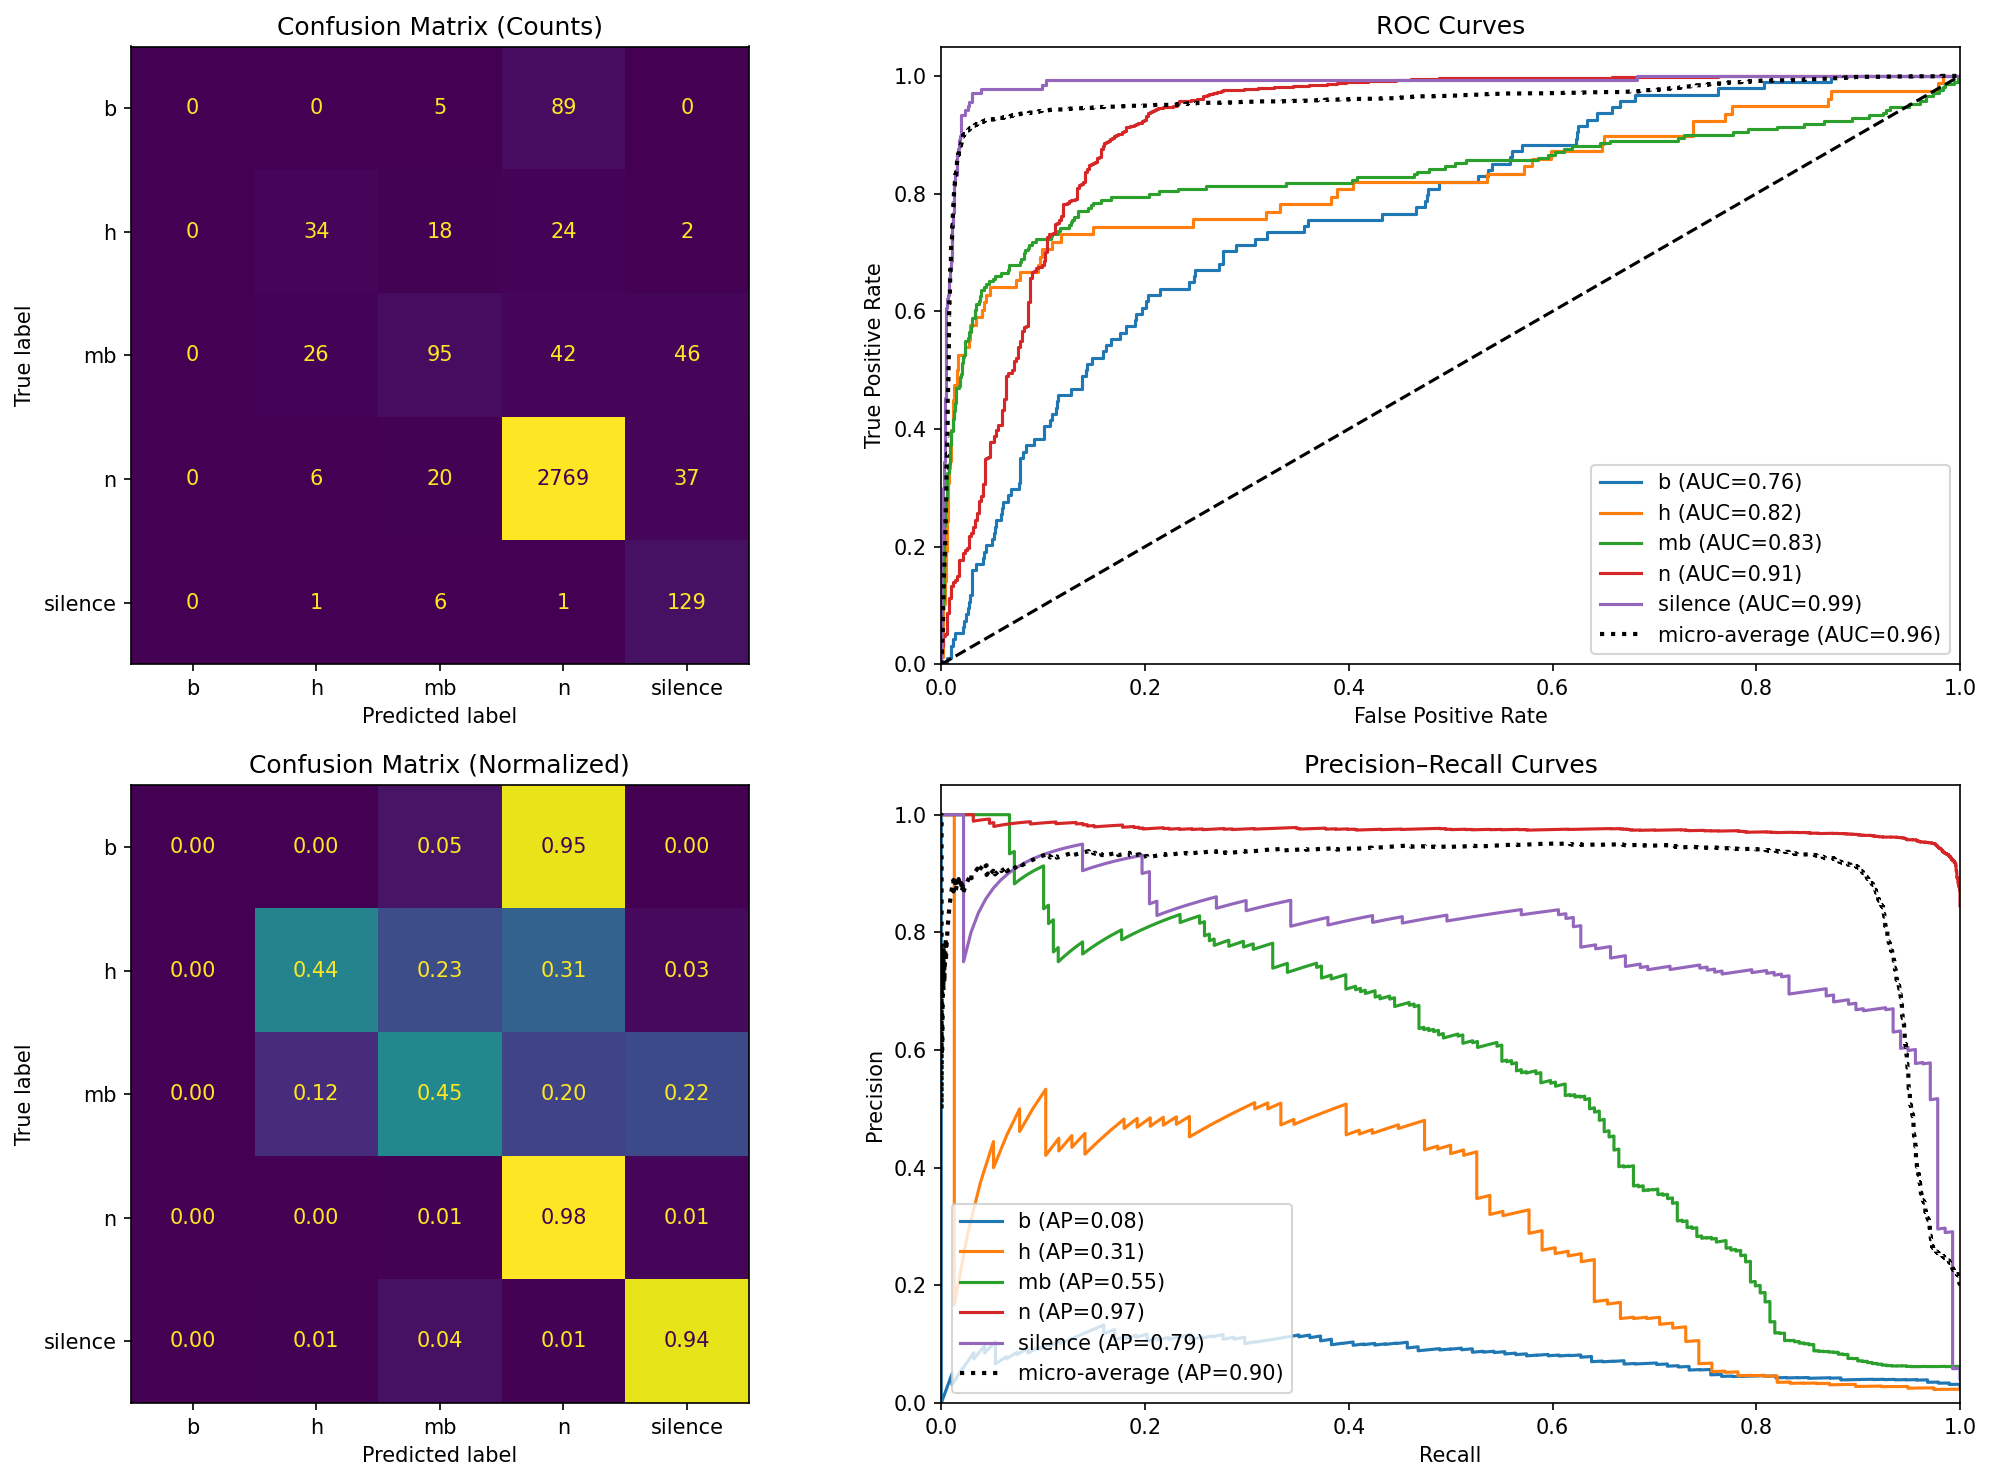 Confusion Matrix (Counts)
True label
b
h
mb
n
silence
0 0 5 89 0
0 34 18 24 2
0 26 95 42 46
0 6 20 2769 37
0 1 6 1 129
b h mb n silence
Predicted label
ROC Curves
True Positive Rate
1.0
0.8
0.6
0.4
0.2
0.0
b (AUC=0.76)
h (AUC=0.82)
mb (AUC=0.83)
n (AUC=0.91)
silence (AUC=0.99)
micro-average (AUC=0.96)
0.0 0.2 0.4 0.6 0.8 1.0
False Positive Rate
Confusion Matrix (Normalized)
True label
b
h
mb
n
silence
0.00 0.00 0.05 0.95 0.00
0.00 0.44 0.23 0.31 0.03
0.00 0.12 0.45 0.20 0.22
0.00 0.00 0.01 0.98 0.01
0.00 0.01 0.04 0.01 0.94
b h mb n silence
Predicted label
Precision–Recall Curves
Precision
1.0
0.8
0.6
0.4
0.2
0.0
b (AP=0.08)
h (AP=0.31)
mb (AP=0.55)
n (AP=0.97)
silence (AP=0.79)
micro-average (AP=0.90)
0.0 0.2 0.4 0.6 0.8 1.0
Recall